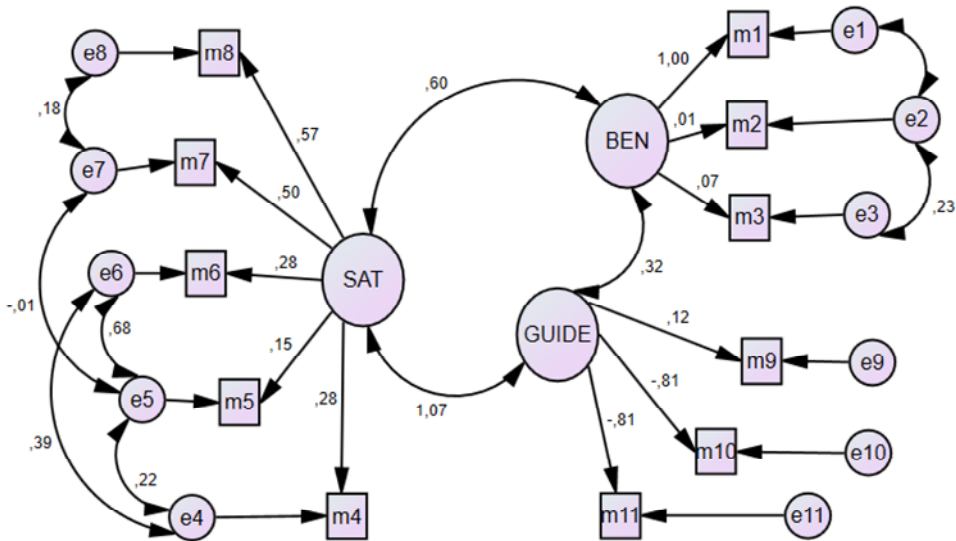 e8
m8
,18
,57
e7
m7
,50
e6
m6
,28
SAT
-,01
,68
,15
e5
m5
,28
,39
,22
e4
m4
,60
1,07
BEN
1,00
m1
e1
,01
m2
e2
,07
m3
e3
,23
,32
GUIDE
,12
m9
e9
-,81
m10
e10
-,81
m11
e11